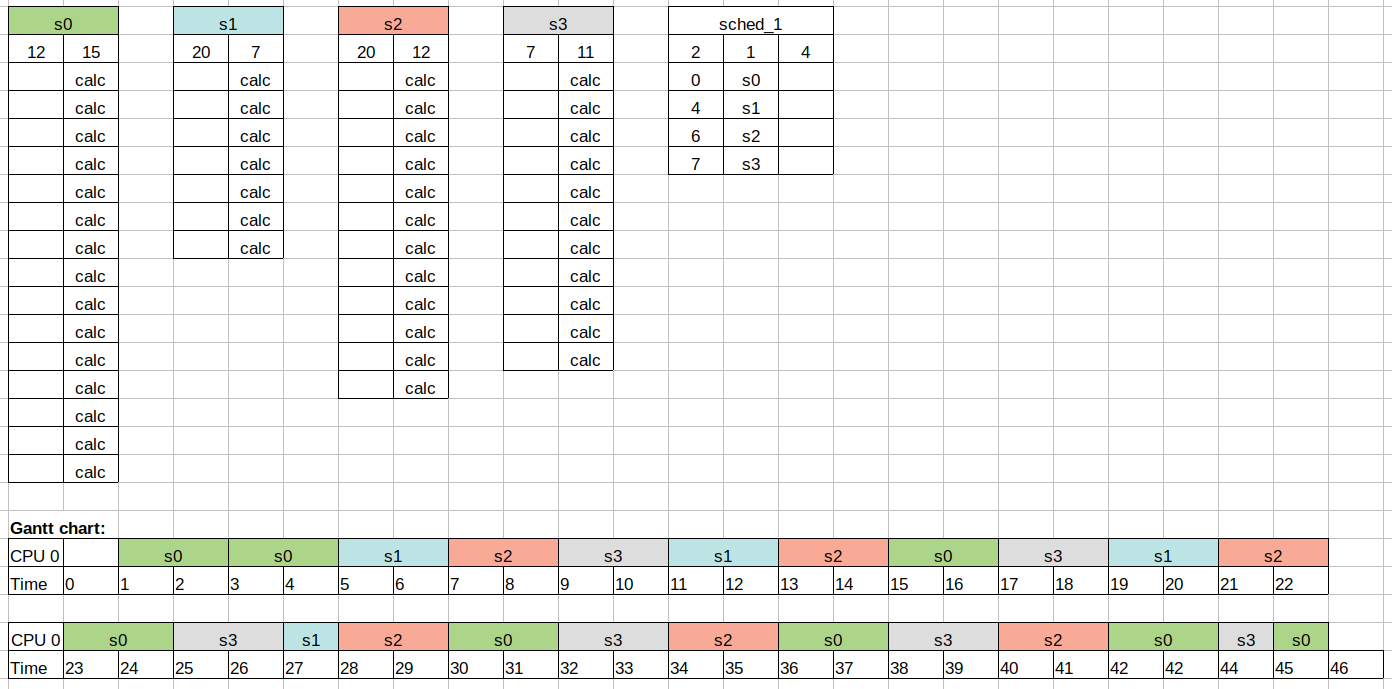 s0 s1 s2 s3 sched_1
12 15 20 7 20 12 7 11 2 1 4
calc calc calc calc 0 s0
calc calc calc calc 4 s1
calc calc calc calc 6 s2
calc calc calc calc 7 s3
calc calc calc calc
calc calc calc calc
calc calc calc calc
calc calc calc
calc calc calc
calc calc calc
calc calc calc
calc calc
calc
calc
calc
Gantt chart:
CPU 0 s0 s0 s1 s2 s3 s1 s2 s0 s3 s1 s2
Time 0 1 2 3 4 5 6 7 8 9 10 11 12 13 14 15 16 17 18 19 20 21 22
CPU 0 s0 s3 s1 s2 s0 s3 s2 s0 s3 s2 s0 s3 s0
Time 23 24 25 26 27 28 29 30 31 32 33 34 35 36 37 38 39 40 41 42 42 44 45 46